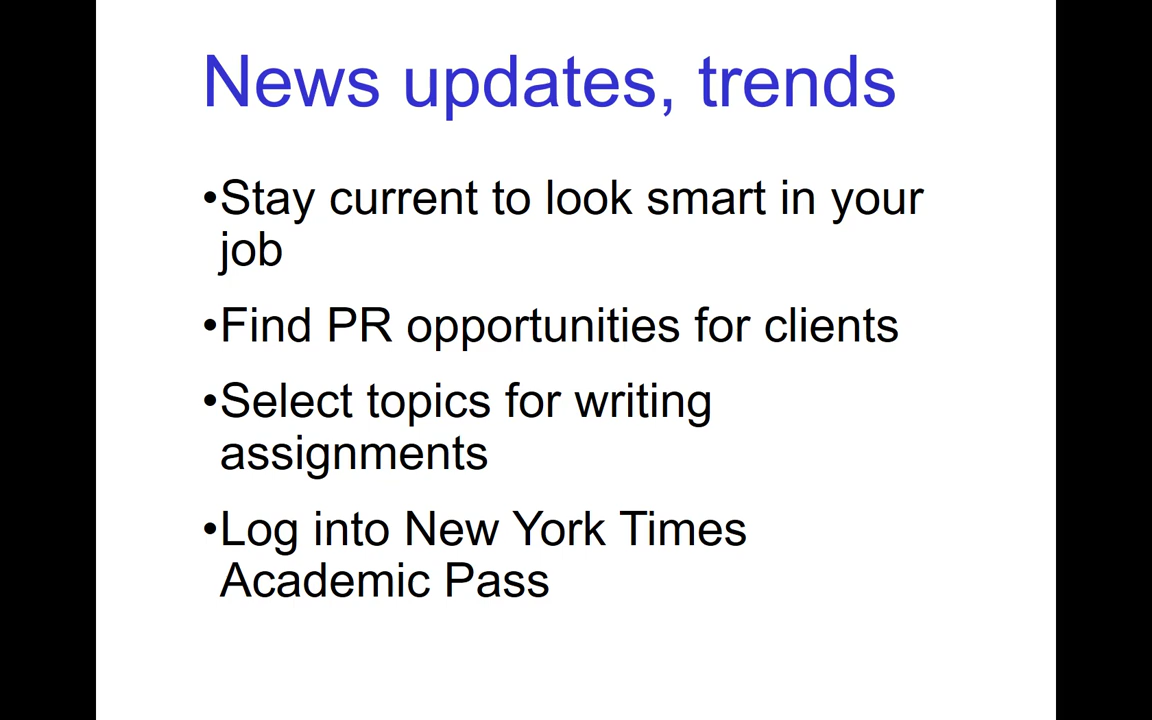 News updates, trends
•Stay current to look smart in your
job
•Find PR opportunities for clients
•Select topics for writing
assignments
•Log into New York Times
Academic Pass